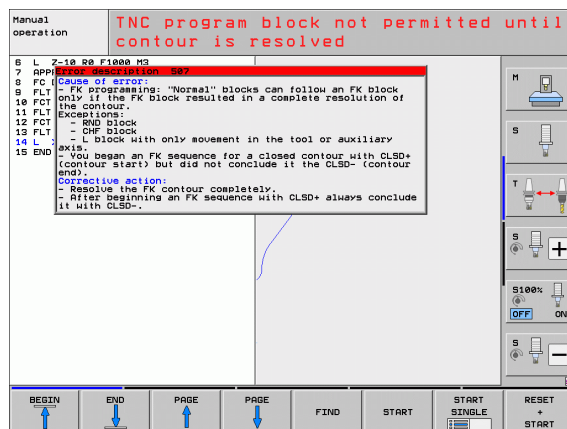 Manual
operation
TNC program block not permitted until
contour is resolved
6 L Z-10 R0 F1000 M3
7 APP
8 FC
9 FLT
10 FCT
11 FLT
12 FCT
13 FLT
14 L
15 END
Error description 507
Cause of error:
- FK programming: "Normal" blocks can follow an FK block
only if the FK block resulted in a complete resolution of
the contour.
Exceptions:
- RND block
- CHF block
- L block with only movement in the tool or auxiliary
axis.
- You began an FK sequence for a closed contour with CLSD+
(contour start) but did not conclude it the CLSD- (contour
end).
Corrective action:
- Resolve the FK contour completely.
- After beginning an FK sequence with CLSD+ always conclude
it with CLSD-.
M
S
T
S
+
S100%
OFF ON
S
-
BEGIN
END
PAGE
PAGE
FIND
START
START
SINGLE
RESET
+
START